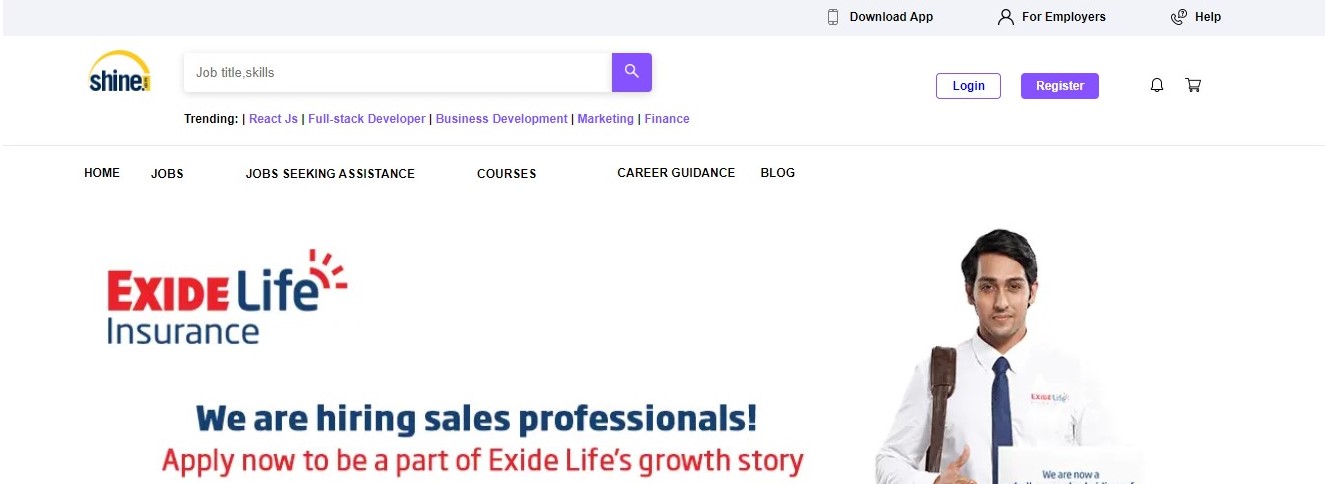 Download App For Employers Help
shine.
Job title,skills
Login Register
Trending: | React Js | Full-stack Developer | Business Development | Marketing | Finance
HOME JOBS JOBS SEEKING ASSISTANCE COURSES CAREER GUIDANCE BLOG
EXIDE Life
Insurance
We are hiring sales professionals!
Apply now to be a part of Exide Life's growth story
EXIDE Life
We are now a